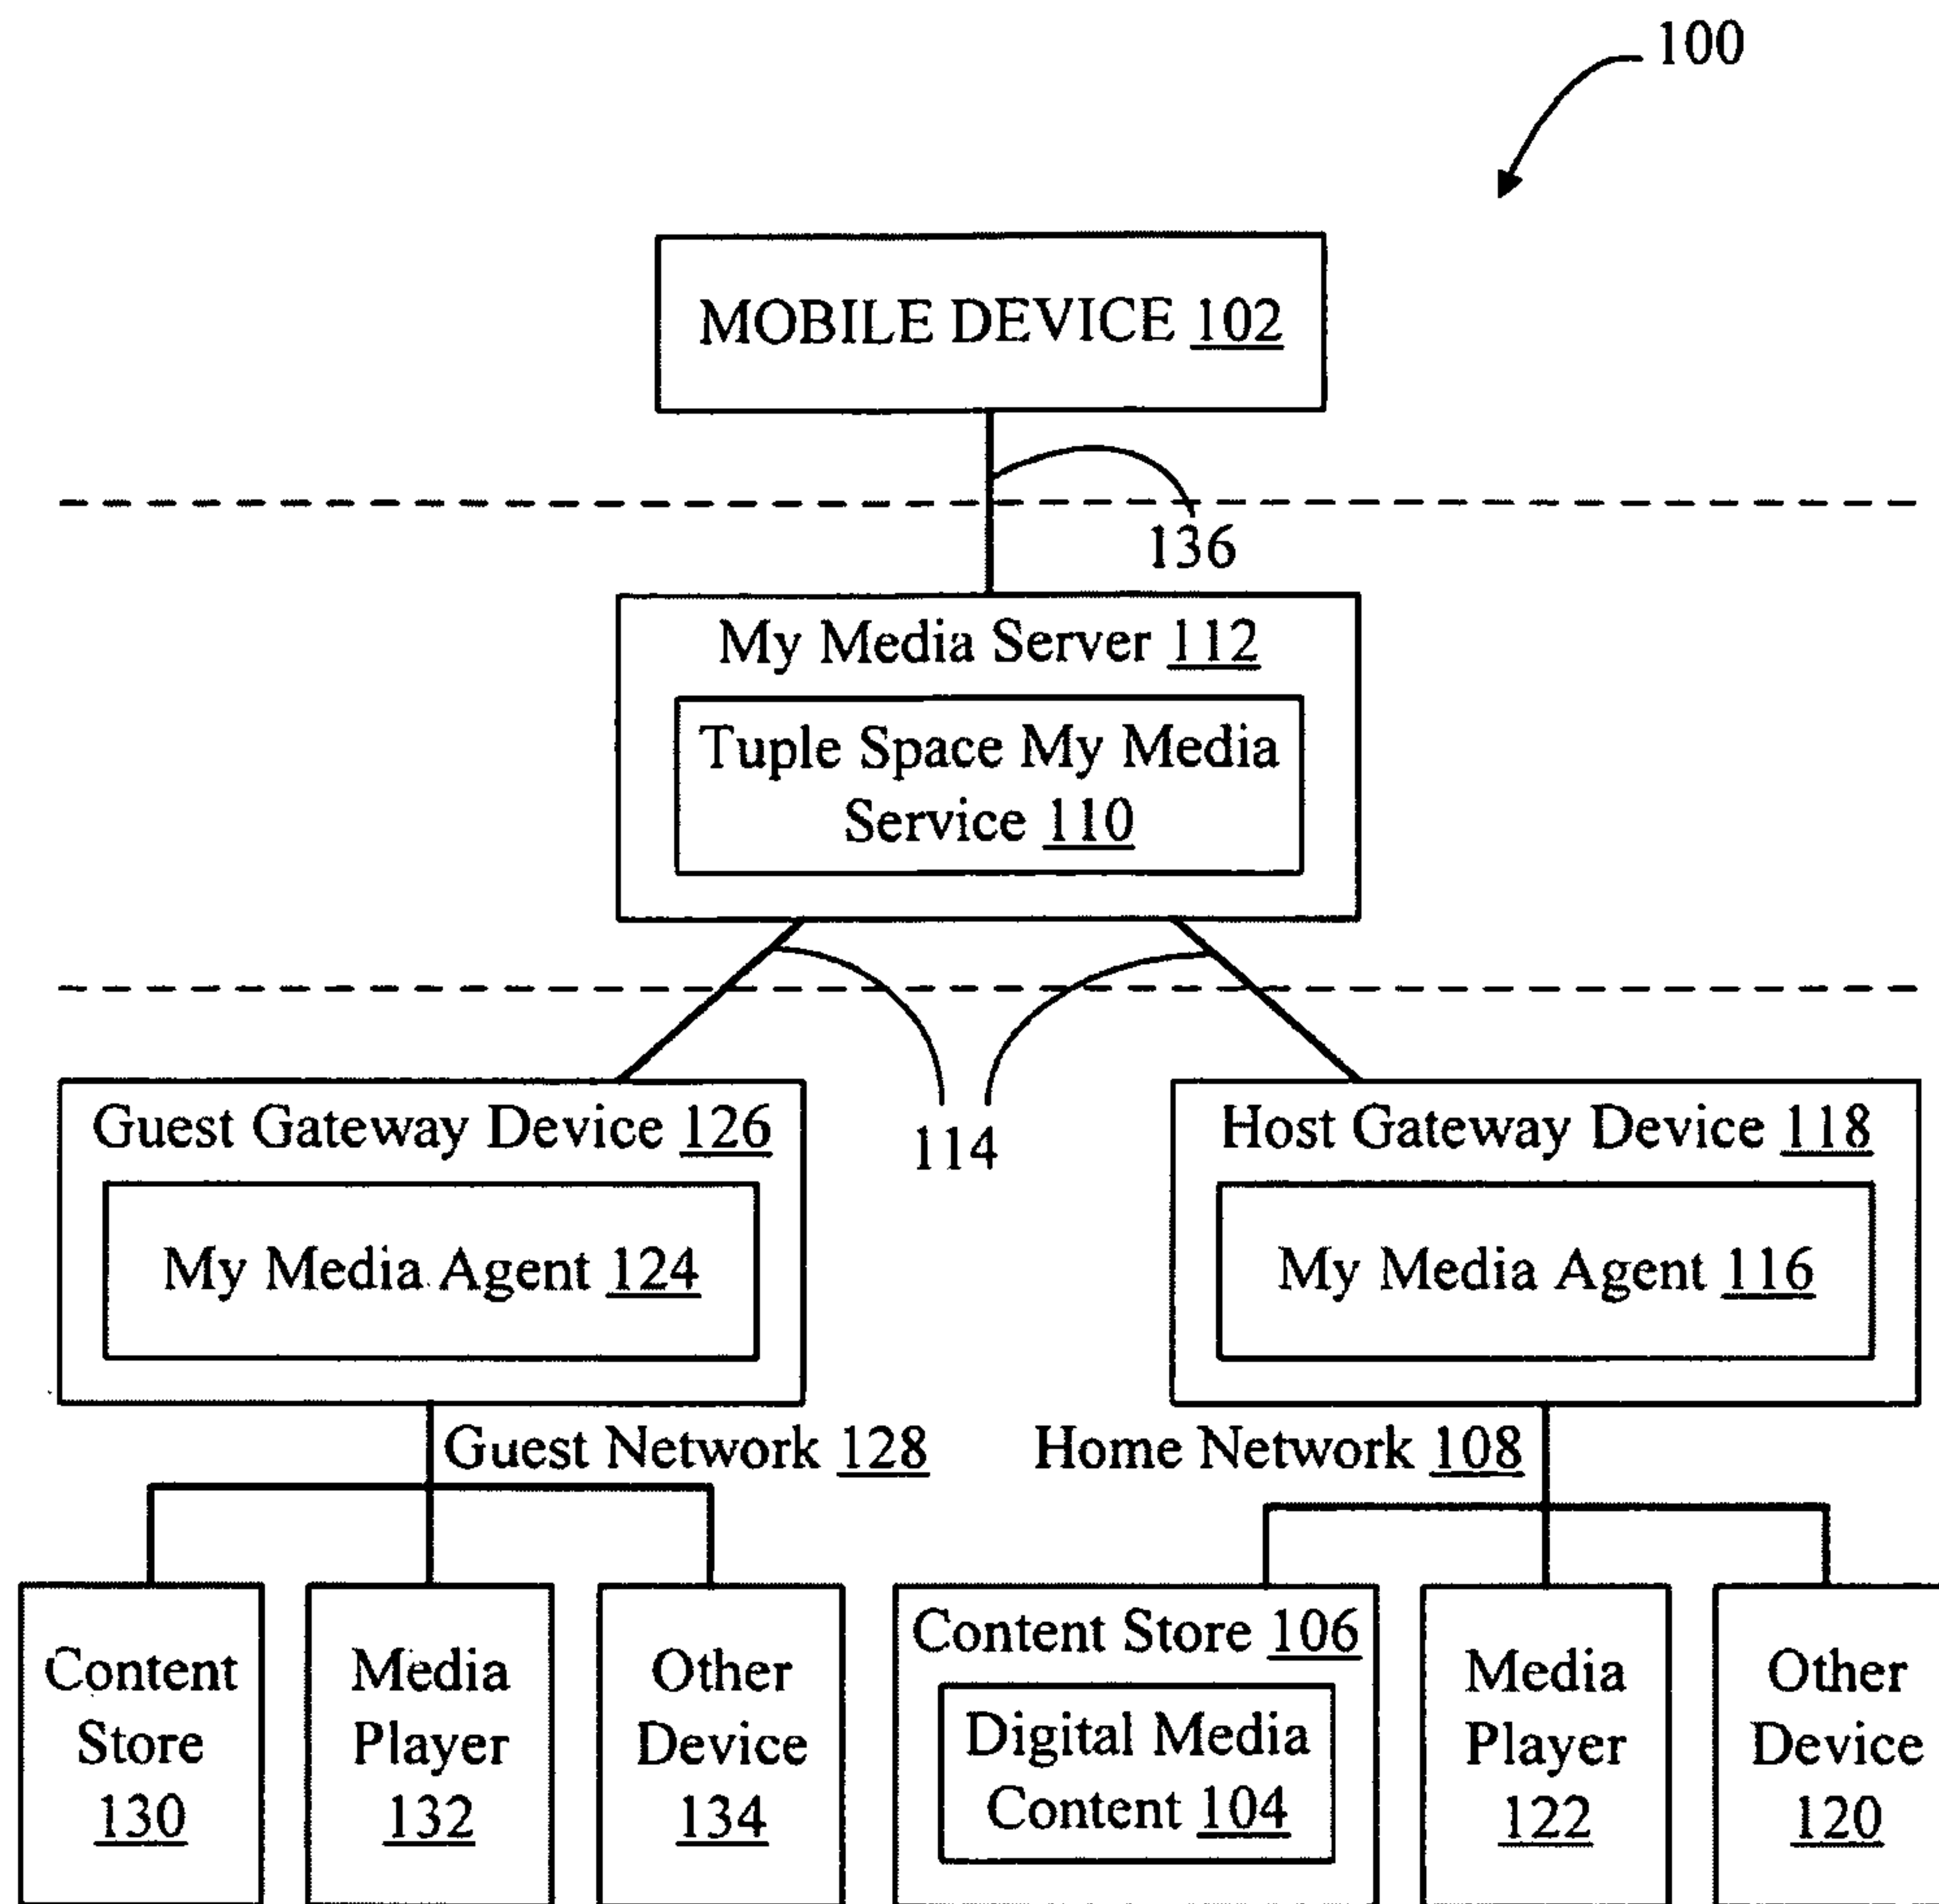 100
MOBILE DEVICE 102
136
My Media Server 112
Tuple Space My Media
Service 110
Guest Gateway Device 126
114
Host Gateway Device 118
My Media Agent 124
My Media Agent 116
Guest Network 128
Home Network 108
Content
Store
130
Media
Player
132
Other
Device
134
Content Store 106
Digital Media
Content 104
Media
Player
122
Other
Device
120